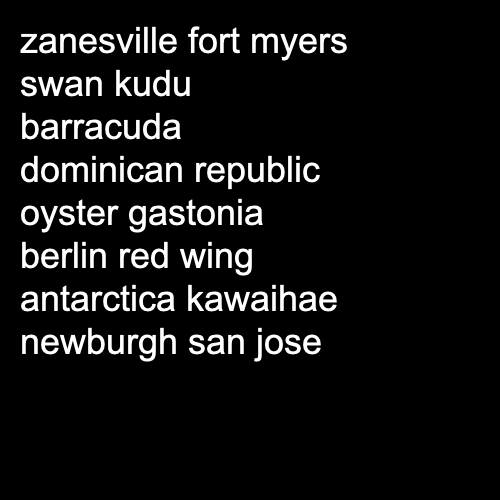 zanesville fort myers
swan kudu
barracuda
dominican republic
oyster gastonia
berlin red wing
antarctica kawaihae
newburgh san jose